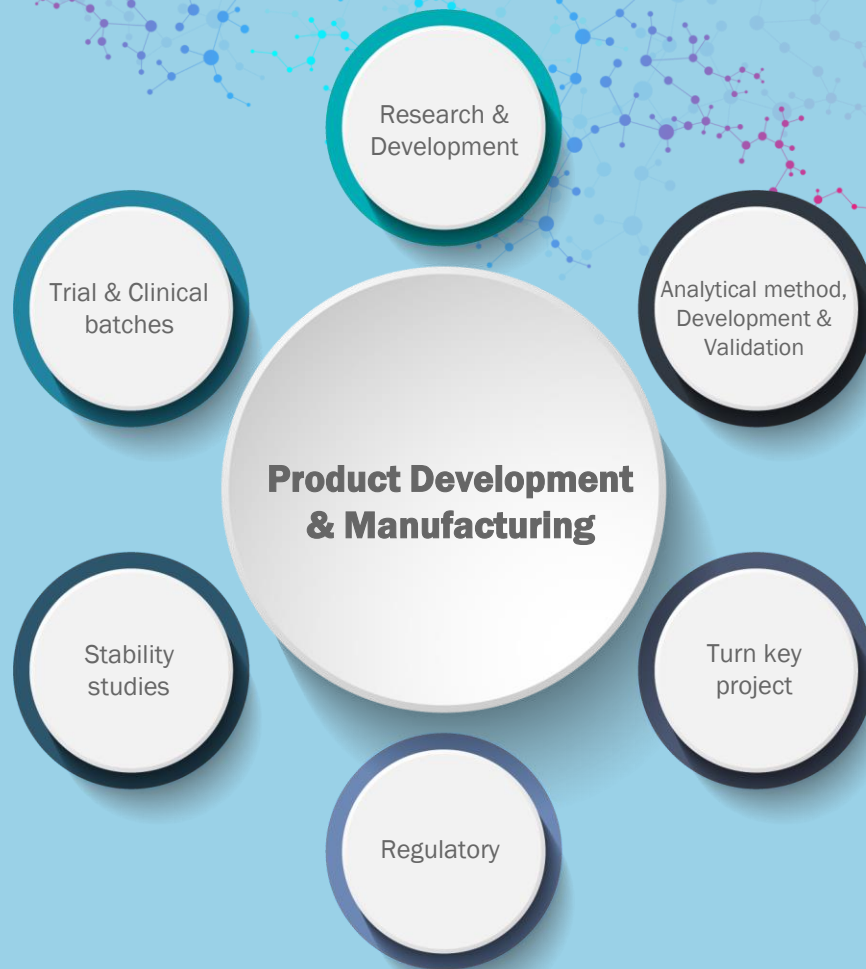 Research &
Development
Trial & Clinical
batches
Analytical method,
Development &
Validation
Product Development
& Manufacturing
Stability
studies
Turn key
project
Regulatory